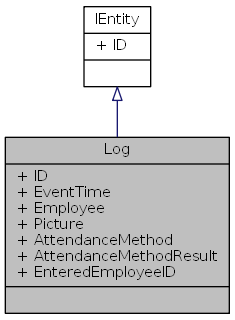 IEntity
+ ID
Log
+ ID
+ EventTime
+ Employee
+ Picture
+ AttendanceMethod
+ AttendanceMethodResult
+ EnteredEmployeeID